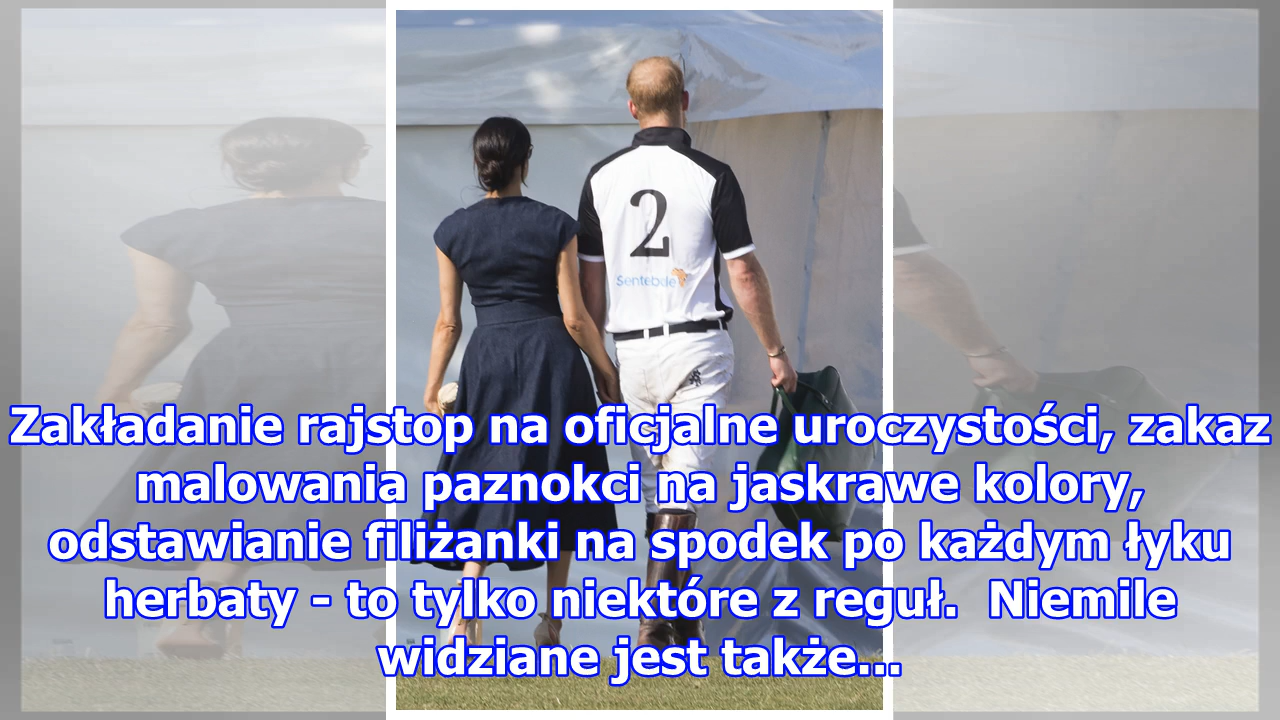 2
Sentebale
Zakładanie rajstop na oficjalne uroczystości, zakaz
malowania paznokci na jaskrawe kolory,
odstawianie filiżanki na spodek po każdym łyku
herbaty - to tylko niektóre z reguł.  Niemile
widziane jest także...